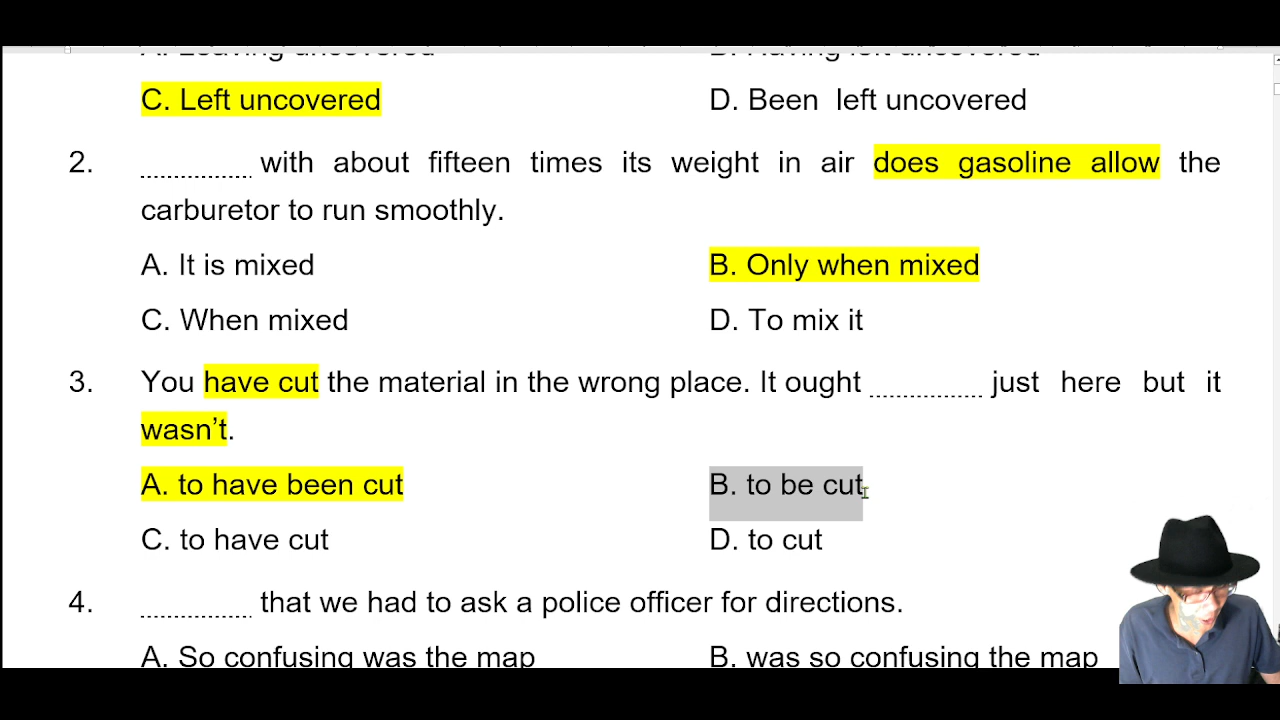 C. Left uncovered
D. Been left uncovered
2. ............ with about fifteen times its weight in air does gasoline allow the
carburetor to run smoothly.
A. It is mixed
B. Only when mixed
C. When mixed
D. To mix it
3. You have cut the material in the wrong place. It ought ............ just here but it
wasn’t.
A. to have been cut
B. to be cut
C. to have cut
D. to cut
4. ............ that we had to ask a police officer for directions.
A. So confusing was the map
B. was so confusing the map